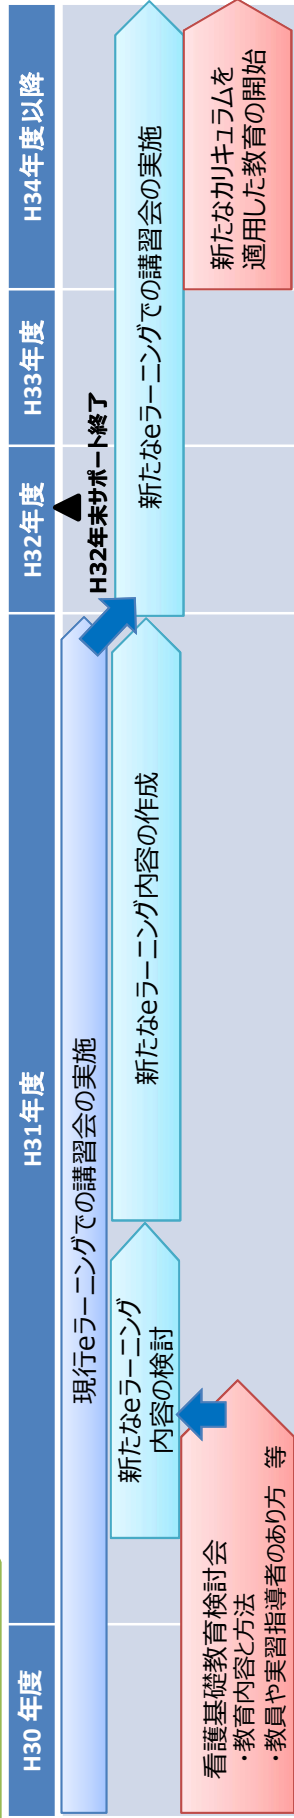 H30 年度
H31年度
H32年度
H33年度
H34年度以降
▲
H32年末サポート終了
現行eラーニングでの講習会の実施
新たなeラーニング
内容の検討
新たなeラーニング内容の作成
新たなeラーニングでの講習会の実施
看護基礎教育検討会
・教育内容と方法
・教員や実習指導者のあり方　等
新たなカリキュラムを
適用した教育の開始